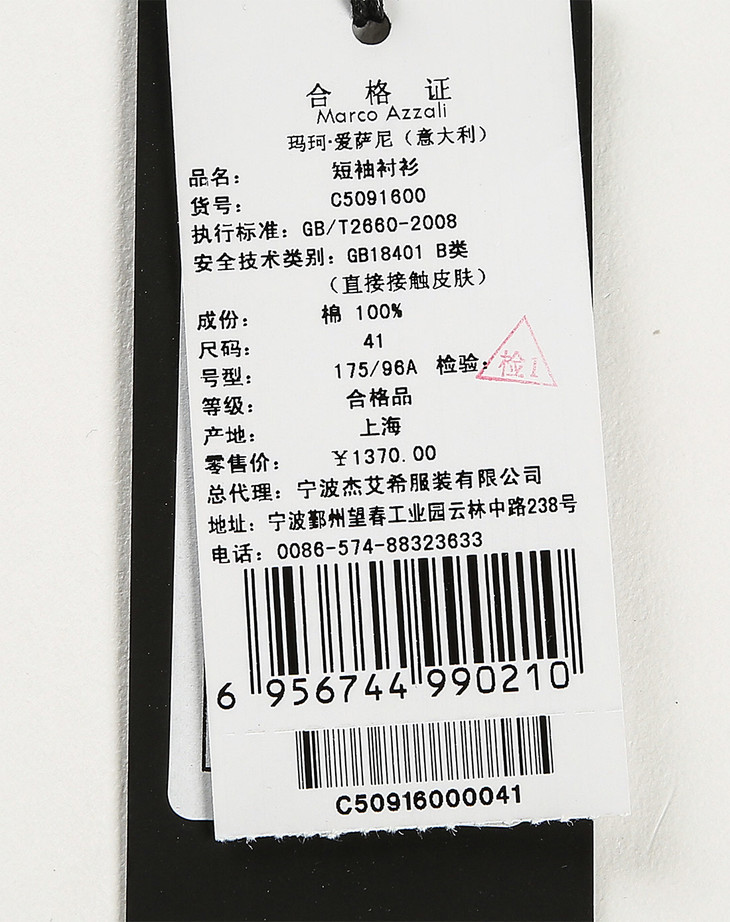 合格证
Marco Azzali
玛珂·爱萨尼（意大利）
品名： 短袖衬衫
货号： C5091600
执行标准：GB/T2660-2008
安全技术类别：GB18401 B类
（直接接触皮肤）
成份： 棉 100%
尺码： 41
号型： 175/96A 检验： 检1
等级： 合格品
产地： 上海
零售价： ￥1370.00
总代理：宁波杰艾希服装有限公司
地址：宁波鄞州望春工业园云林中路238号
电话：0086-574-88323633
6 956744 990210
C50916000041